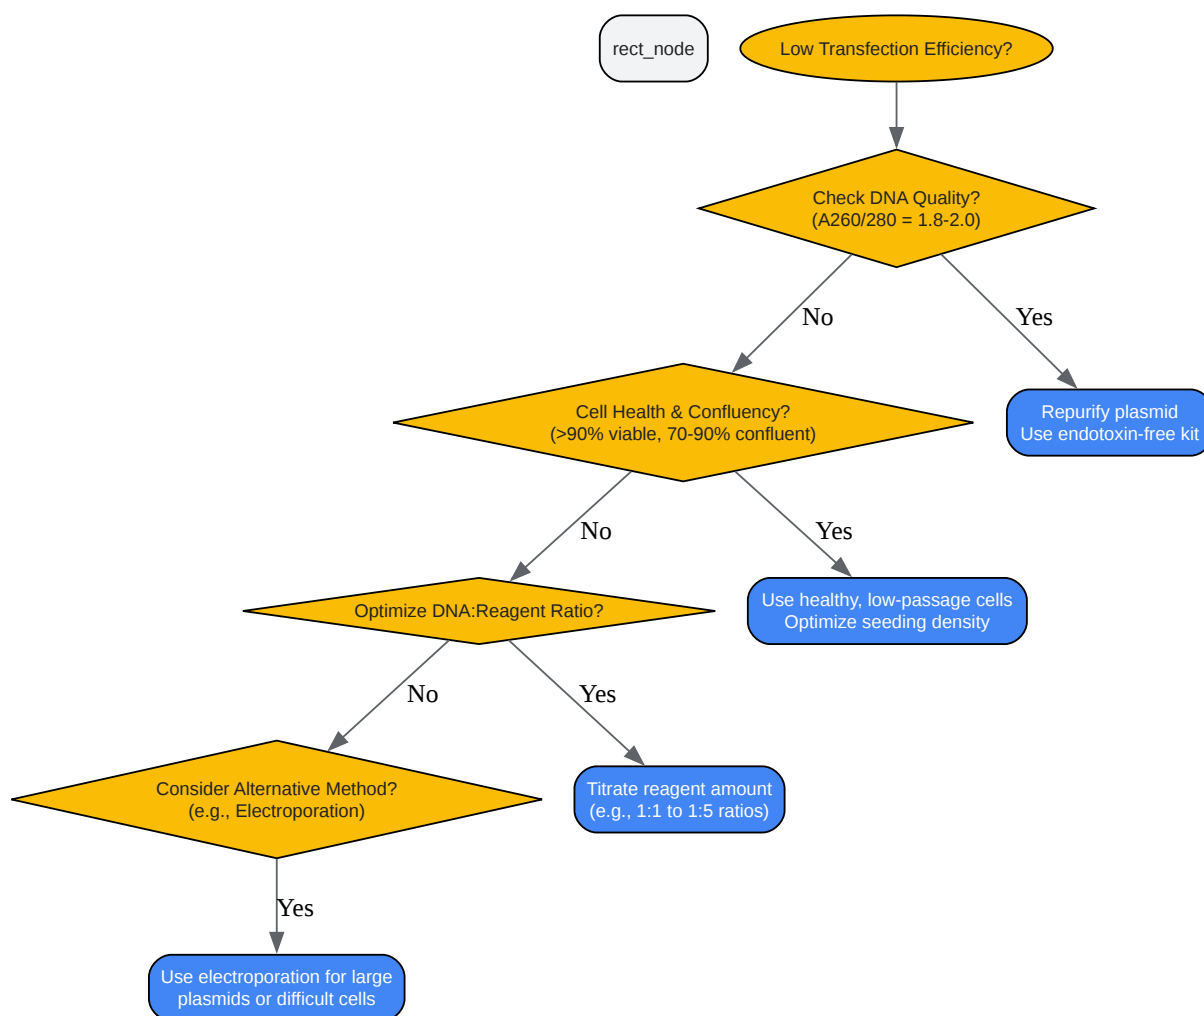 rect_node
Low Transfection Efficiency?
Check DNA Quality?
(A260/280 = 1.8-2.0)
No
Yes
Cell Health & Confluency?
(>90% viable, 70-90% confluent)
Repurify plasmid
Use endotoxin-free kit
No
Yes
Optimize DNA:Reagent Ratio?
Use healthy, low-passage cells
Optimize seeding density
No
Yes
Consider Alternative Method?
(e.g., Electroporation)
Titrate reagent amount
(e.g., 1:1 to 1:5 ratios)
Yes
Use electroporation for large
plasmids or difficult cells